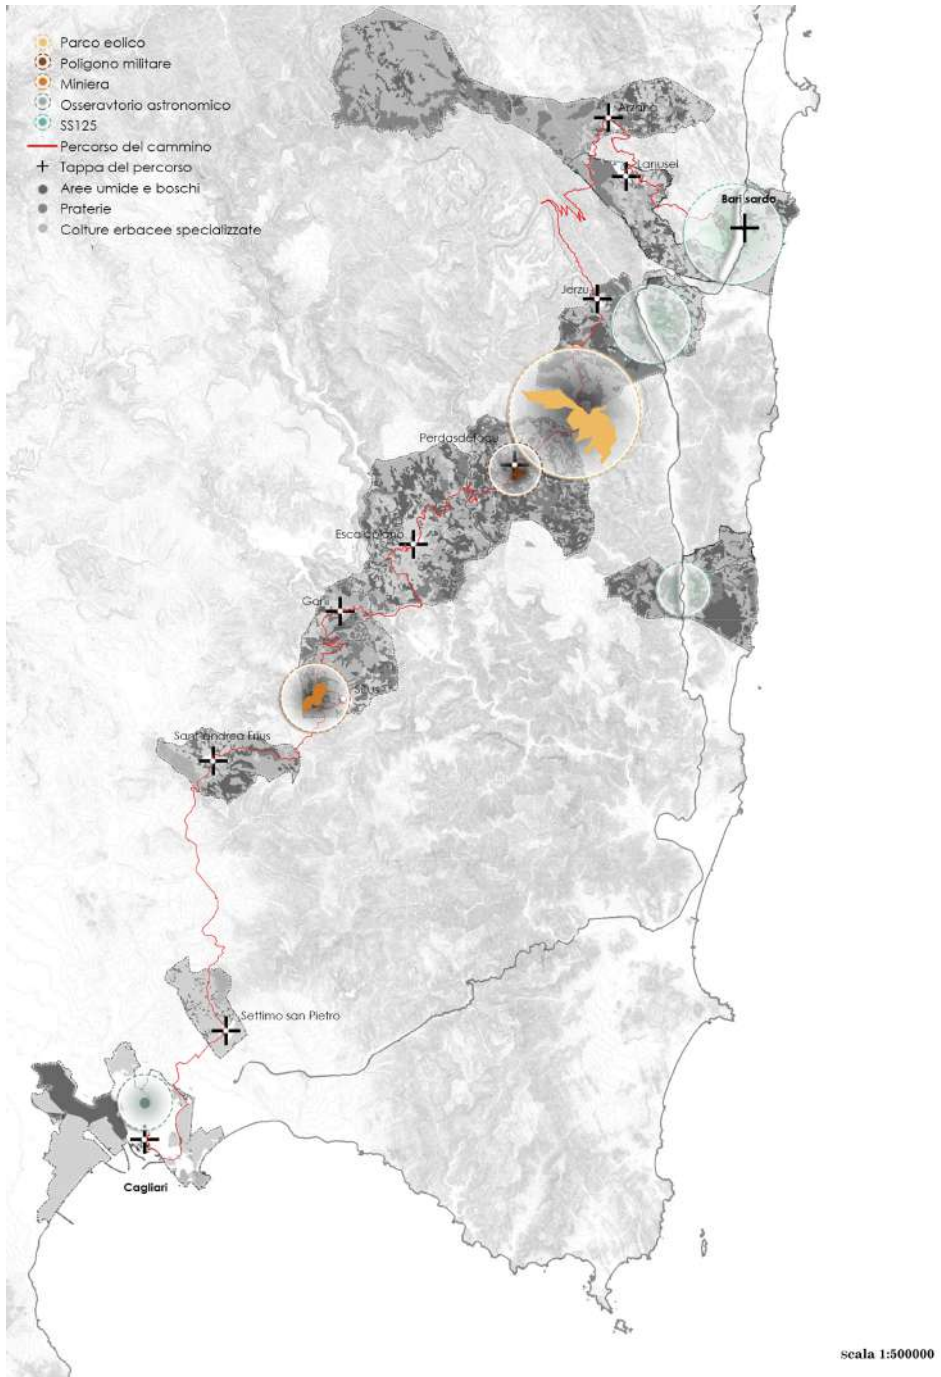 Parco eolico
Poligono militare
Miniera
Osseravtorio astronomico
SS125
Percorso del cammino
Tappa del percorso
Aree umide e boschi
Praterie
Colture erbacee specializzate
Arzana
Lanusei
Bari sardo
Jerzu
Perdasdefogu
Escalaplano
Goni
Silius
Sant'andrea Frius
Settimo san Pietro
Cagliari
scala 1:500000